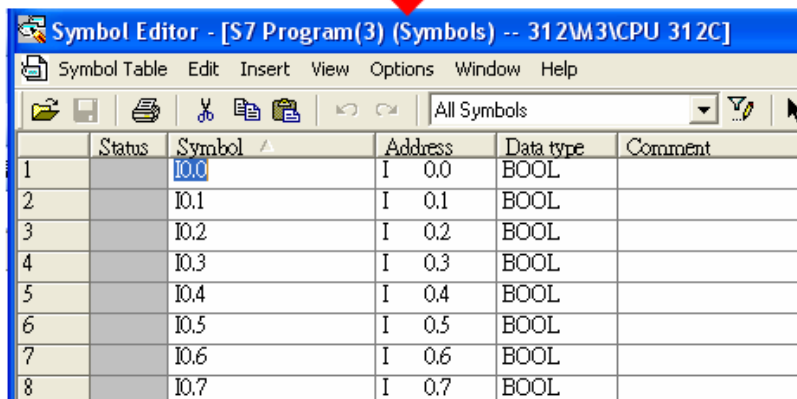 Symbol Editor - [S7 Program(3) (Symbols) -- 312\M3\CPU 312C]
Symbol Table Edit Insert View Options Window Help
All Symbols
Status Symbol Address Data type Comment
1 I0.0 I 0.0 BOOL
2 I0.1 I 0.1 BOOL
3 I0.2 I 0.2 BOOL
4 I0.3 I 0.3 BOOL
5 I0.4 I 0.4 BOOL
6 I0.5 I 0.5 BOOL
7 I0.6 I 0.6 BOOL
8 I0.7 I 0.7 BOOL